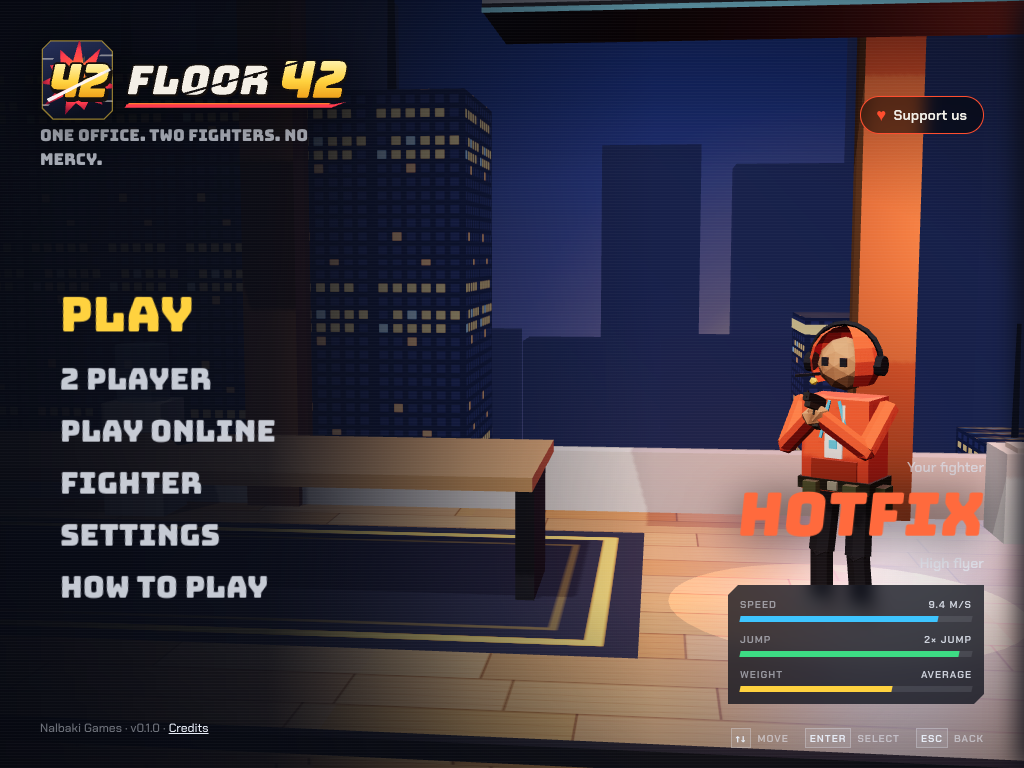 42 FLOOR 42
ONE OFFICE. TWO FIGHTERS. NO
MERCY.
♥ Support us
PLAY
2 PLAYER
PLAY ONLINE
FIGHTER
SETTINGS
HOW TO PLAY
Your fighter
HOTFIX
High flyer
SPEED 9.4 M/S
JUMP 2× JUMP
WEIGHT AVERAGE
Nalbaki Games · v0.1.0 · Credits
↑↓ MOVE ENTER SELECT ESC BACK